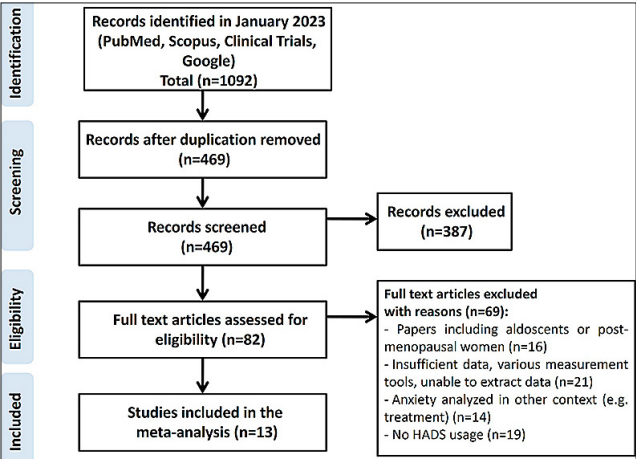 Identification
Records identified in January 2023
(PubMed, Scopus, Clinical Trials,
Google)
Total (n=1092)
Screening
Records after duplication removed
(n=469)
Records screened
(n=469)
Records excluded
(n=387)
Eligibility
Full text articles assessed for
eligibility (n=82)
Full text articles excluded
with reasons (n=69):
- Papers including aldoscents or post-
menopausal women (n=16)
- Insufficient data, various measurement
tools, unable to extract data (n=21)
- Anxiety analyzed in other context (e.g.
treatment) (n=14)
- No HADS usage (n=19)
Included
Studies included in the
meta-analysis (n=13)